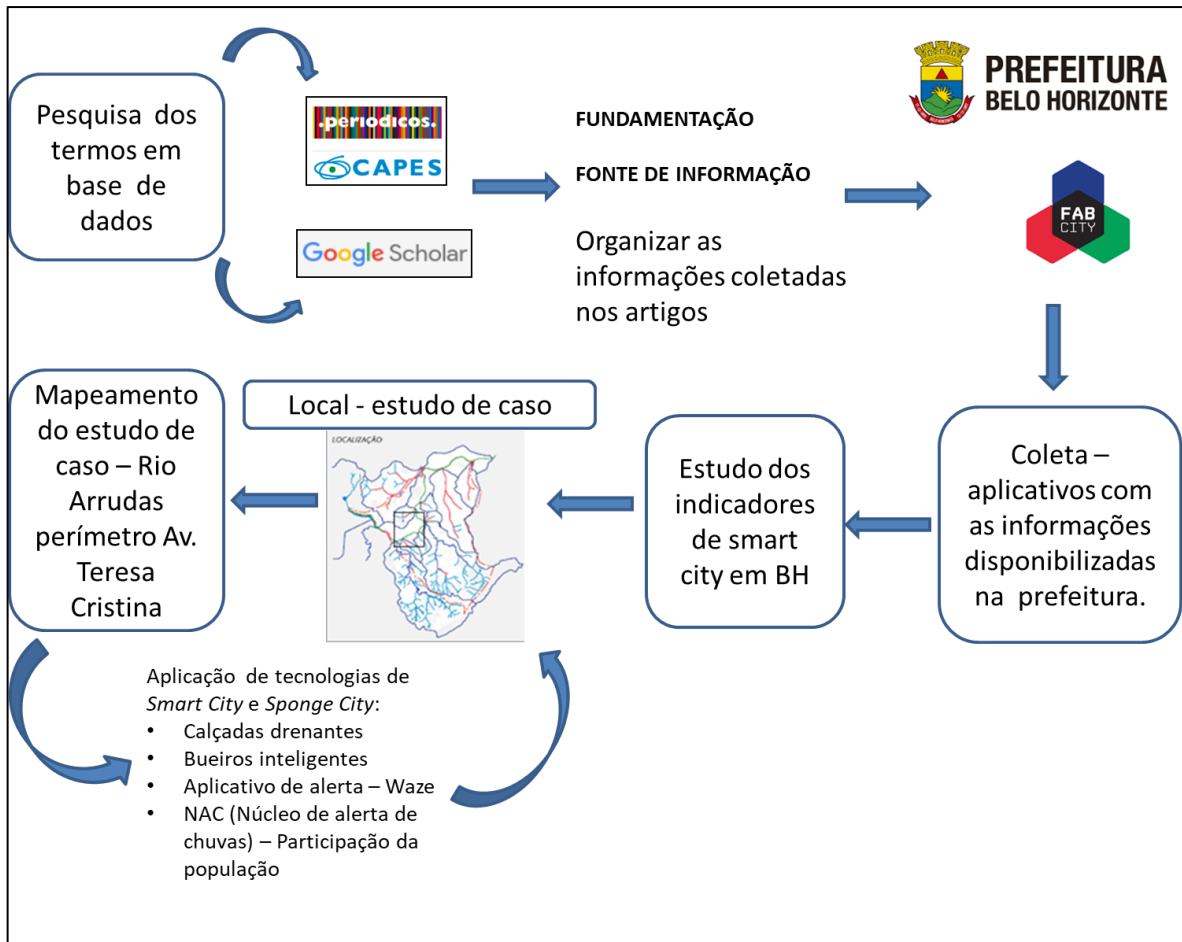 Pesquisa dos
termos em
base de
dados
.periodicos.
CAPES
Google Scholar
FUNDAMENTAÇÃO
FONTE DE INFORMAÇÃO
Organizar as
informações coletadas
nos artigos
PREFEITURA
BELO HORIZONTE
FAB
CITY
Mapeamento
do estudo de
caso – Rio
Arrudas
perímetro Av.
Teresa
Cristina
Local - estudo de caso
LOCALIZAÇÃO
Estudo dos
indicadores
de smart
city em BH
Coleta –
aplicativos com
as informações
disponibilizadas
na prefeitura.
Aplicação de tecnologias de
Smart City e Sponge City:
• Calçadas drenantes
• Bueiros inteligentes
• Aplicativo de alerta – Waze
• NAC (Núcleo de alerta de
chuvas) – Participação da
população